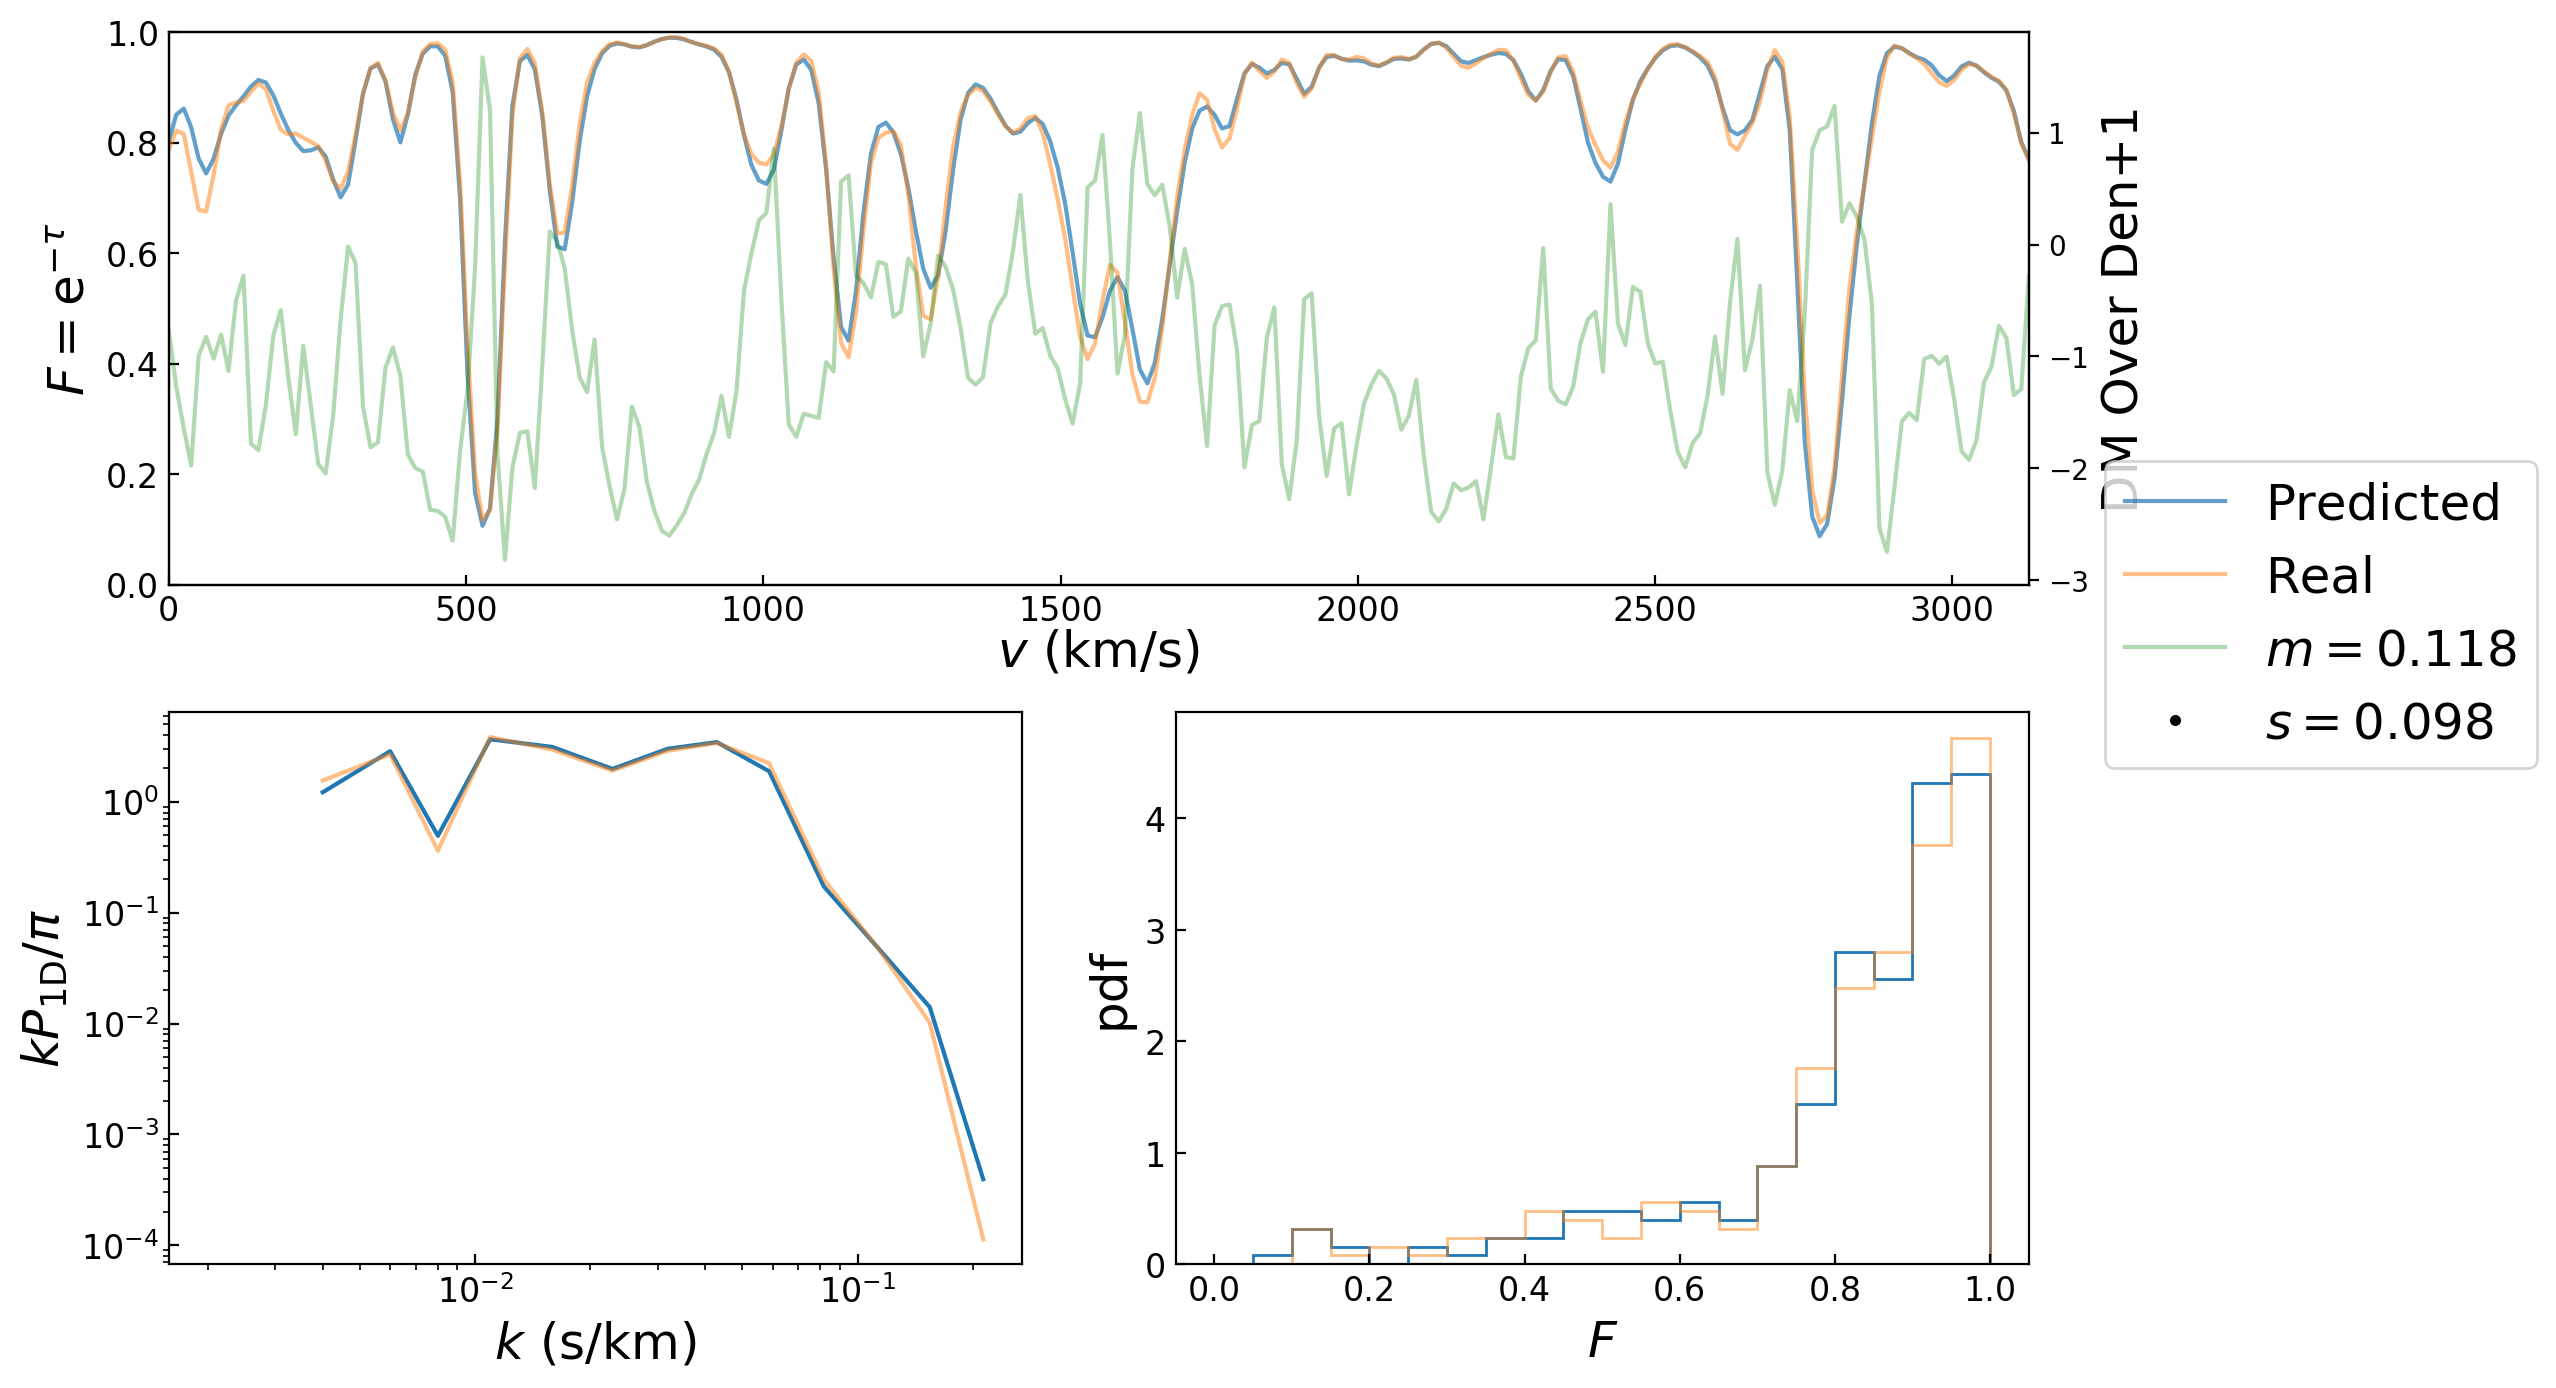 1.0
0.8
0.6
0.4
0.2
0.0
F = e^{−τ}
0 500 1000 1500 2000 2500 3000
v (km/s)
1
0
−1
−2
−3
DM Over Den+1
Predicted
Real
m = 0.118
s = 0.098
10^0
10^{−1}
10^{−2}
10^{−3}
10^{−4}
kP_{1D}/π
10^{−2} 10^{−1}
k (s/km)
4
3
2
1
0
pdf
0.0 0.2 0.4 0.6 0.8 1.0
F